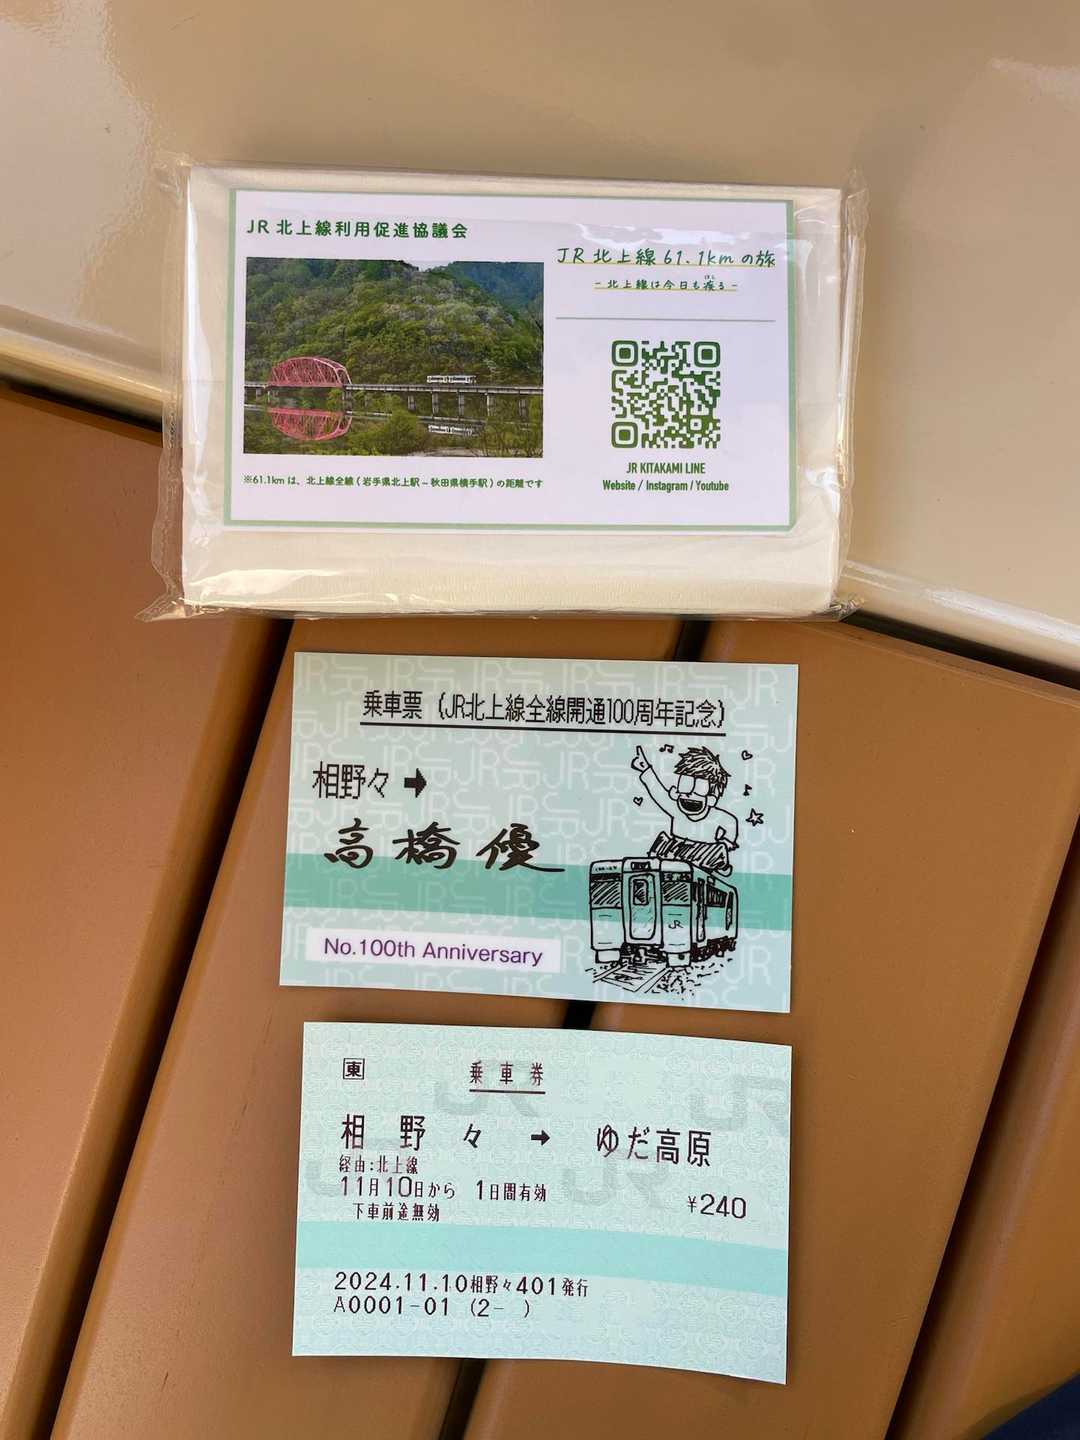 JR 北上線利用促進協議会
JR 北上線 61.1km の旅
- 北上線は今日も疾る -
はし
JR KITAKAMI LINE
Website / Instagram / Youtube
※61.1km は、北上線全線 ( 岩手県北上駅 – 秋田県横手駅 ) の距離です
乗車票 (JR北上線全線開通100周年記念)
相野々 ➡
高橋優
JR
No.100th Anniversary
東 乗車券
相野々 → ゆだ高原
経由:北上線
11月10日から 1日間有効 ¥240
下車前途無効
2024.11.10相野々401発行
A0001-01 (2- )